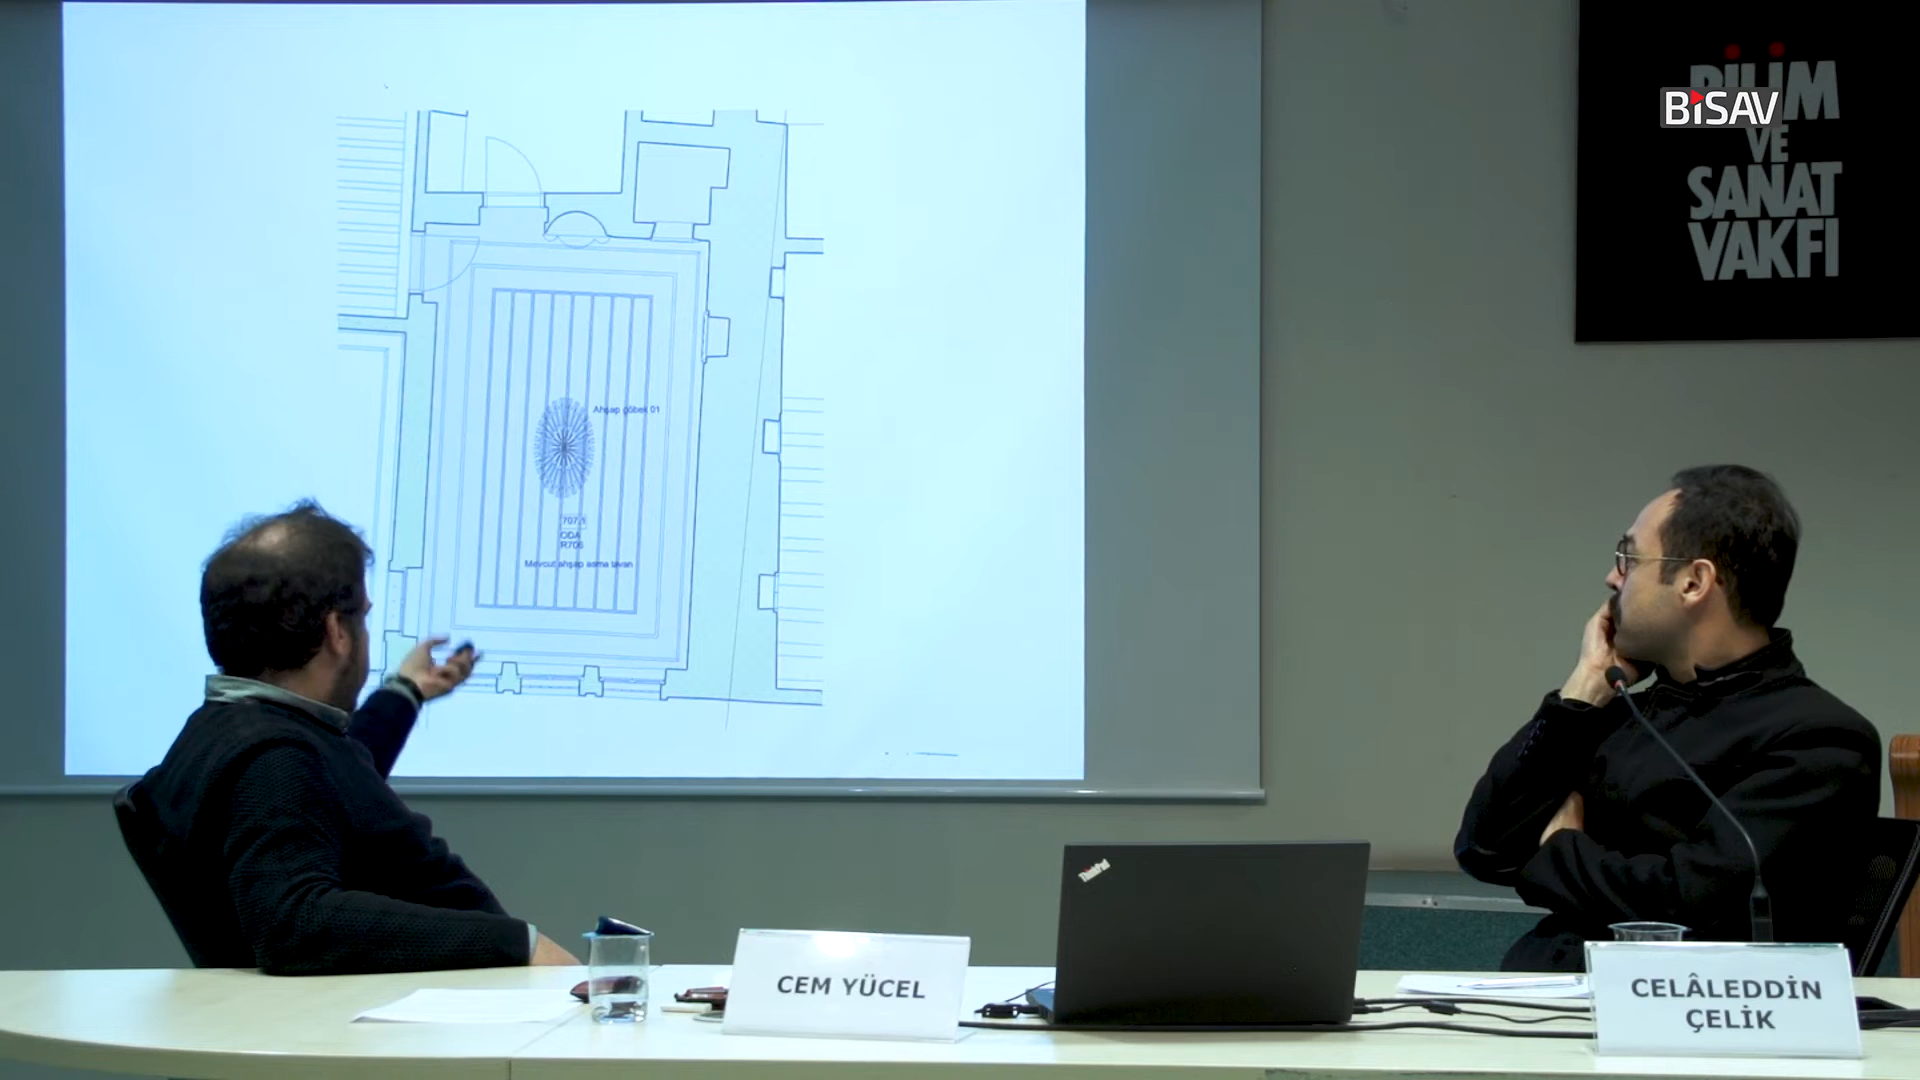 BİLİM
VE
SANAT
VAKFI
BİSAV
Ahşap göbek 01
707.1
ODA
R706
Mevcut ahşap asma tavan
ThinkPad
CEM YÜCEL
CELÂLEDDİN
ÇELİK